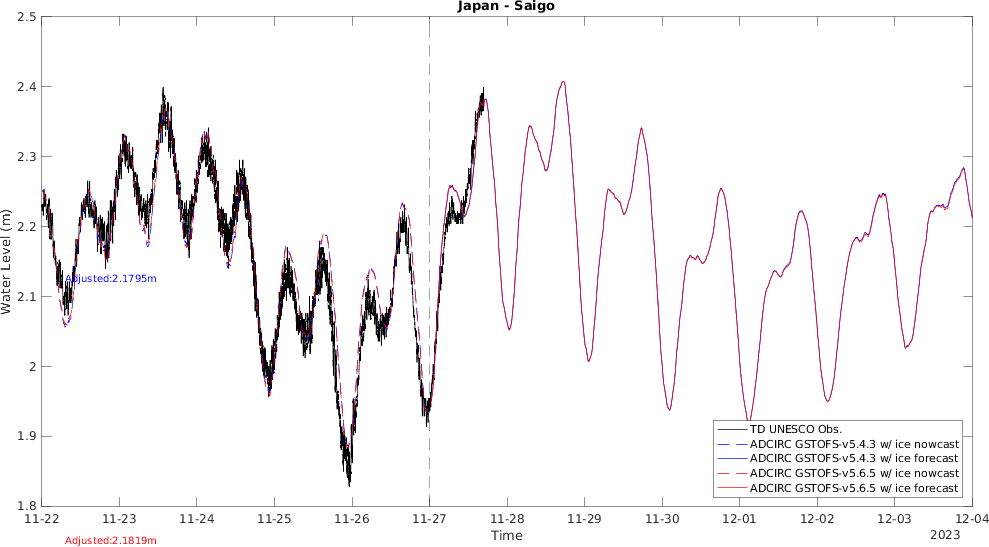 Japan - Saigo
2.5
2.4
2.3
2.2
2.1
2
1.9
1.8
Water Level (m)
Adjusted:2.1795m
TD UNESCO Obs.
ADCIRC GSTOFS-v5.4.3 w/ ice nowcast
ADCIRC GSTOFS-v5.4.3 w/ ice forecast
ADCIRC GSTOFS-v5.6.5 w/ ice nowcast
ADCIRC GSTOFS-v5.6.5 w/ ice forecast
11-22 11-23 11-24 11-25 11-26 11-27 11-28 11-29 11-30 12-01 12-02 12-03 12-04
Time
2023
Adjusted:2.1819m